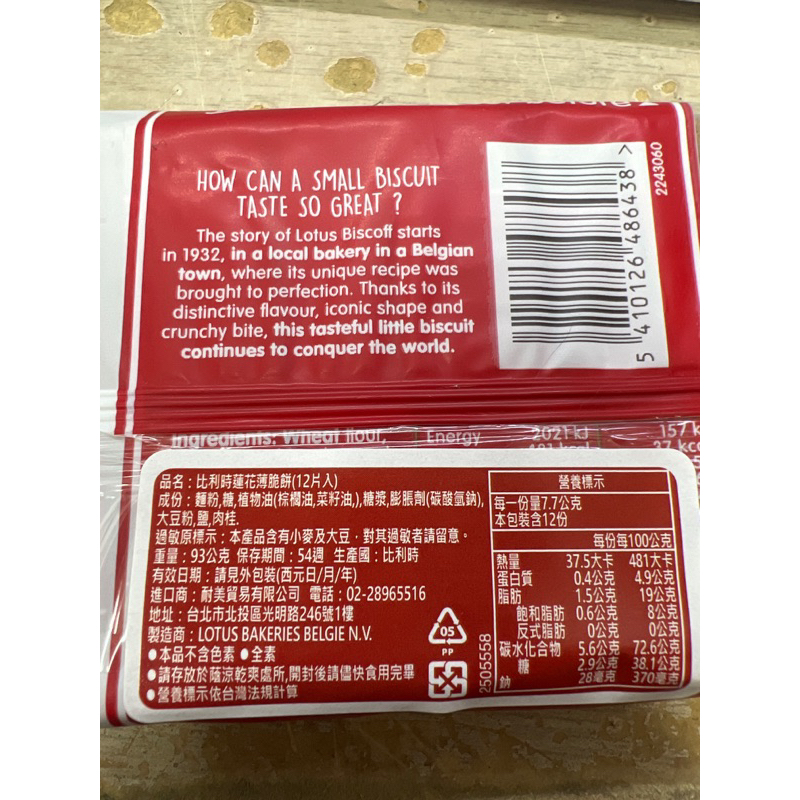 HOW CAN A SMALL BISCUIT
TASTE SO GREAT ?
The story of Lotus Biscoff starts
in 1932, in a local bakery in a Belgian
town, where its unique recipe was
brought to perfection. Thanks to its
distinctive flavour, iconic shape and
crunchy bite, this tasteful little biscuit
continues to conquer the world.
5 410126 486438 >
2243060
Ingredients: Wheat flour,
Energy
2021 kJ
157 k
481 kcal
37 kc
品名：比利時蓮花薄脆餅(12片入)
成份：麵粉,糖,植物油(棕櫚油,菜籽油,),糖漿,膨脹劑(碳酸氫鈉),
大豆粉,鹽,肉桂.
過敏原標示：本產品含有小麥及大豆，對其過敏者請留意。
重量：93公克 保存期間：54週 生產國：比利時
有效日期：請見外包裝(西元日/月/年)
進口商：耐美貿易有限公司 電話：02-28965516
地址：台北市北投區光明路246號1樓
製造商：LOTUS BAKERIES BELGIE N.V.
●本品不含色素 ●全素
●請存放於蔭涼乾爽處所,開封後請儘快食用完畢
●營養標示依台灣法規計算
05
PP
2505558
營養標示
每一份量7.7公克
本包裝含12份
每份每100公克
熱量 37.5大卡 481大卡
蛋白質 0.4公克 4.9公克
脂肪 1.5公克 19公克
飽和脂肪 0.6公克 8公克
反式脂肪 0公克 0公克
碳水化合物 5.6公克 72.6公克
糖 2.9公克 38.1公克
鈉 28毫克 370毫克